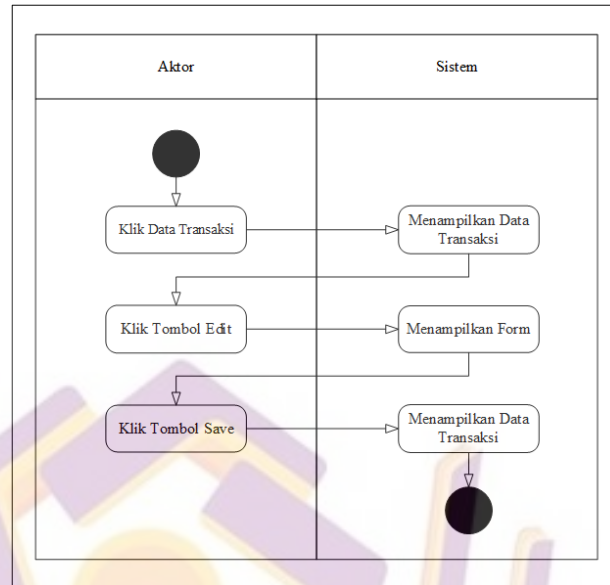 Aktor
Sistem
Klik Data Transaksi
Menampilkan Data
Transaksi
Klik Tombol Edit
Menampilkan Form
Klik Tombol Save
Menampilkan Data
Transaksi